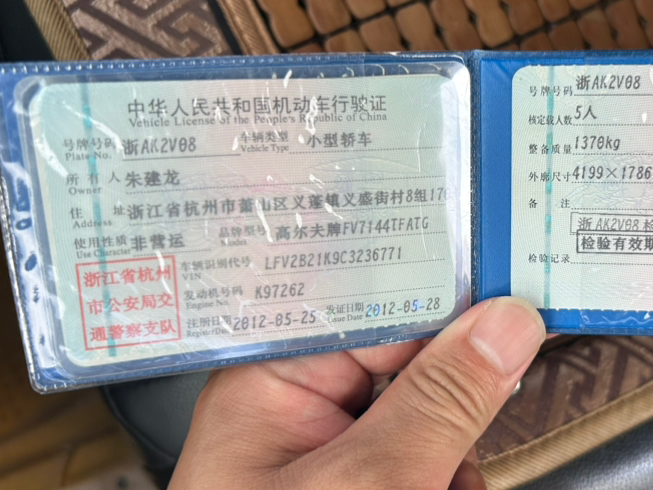 中华人民共和国机动车行驶证
Vehicle License of the People's Republic of China
号牌号码 浙AK2V08 车辆类型 小型轿车
Plate No. Vehicle Type
所有人 朱建龙
Owner
住址 浙江省杭州市萧山区义蓬镇义盛街村8组170
Address
使用性质 非营运 品牌型号 高尔夫牌FV7144TFATG
Use Character Model
浙江省杭州
市公安局交
通警察支队
车辆识别代号 LFV2B21K9C3236771
VIN
发动机号码 K97262
Engine No.
注册日期 2012-05-25 发证日期 2012-05-28
Register Date Issue Date
号牌号码 浙AK2V08
核定载人数 5人
整备质量 1370kg
外廓尺寸 4199×1786
备注
浙AK2V08 检
检验有效期
检验记录